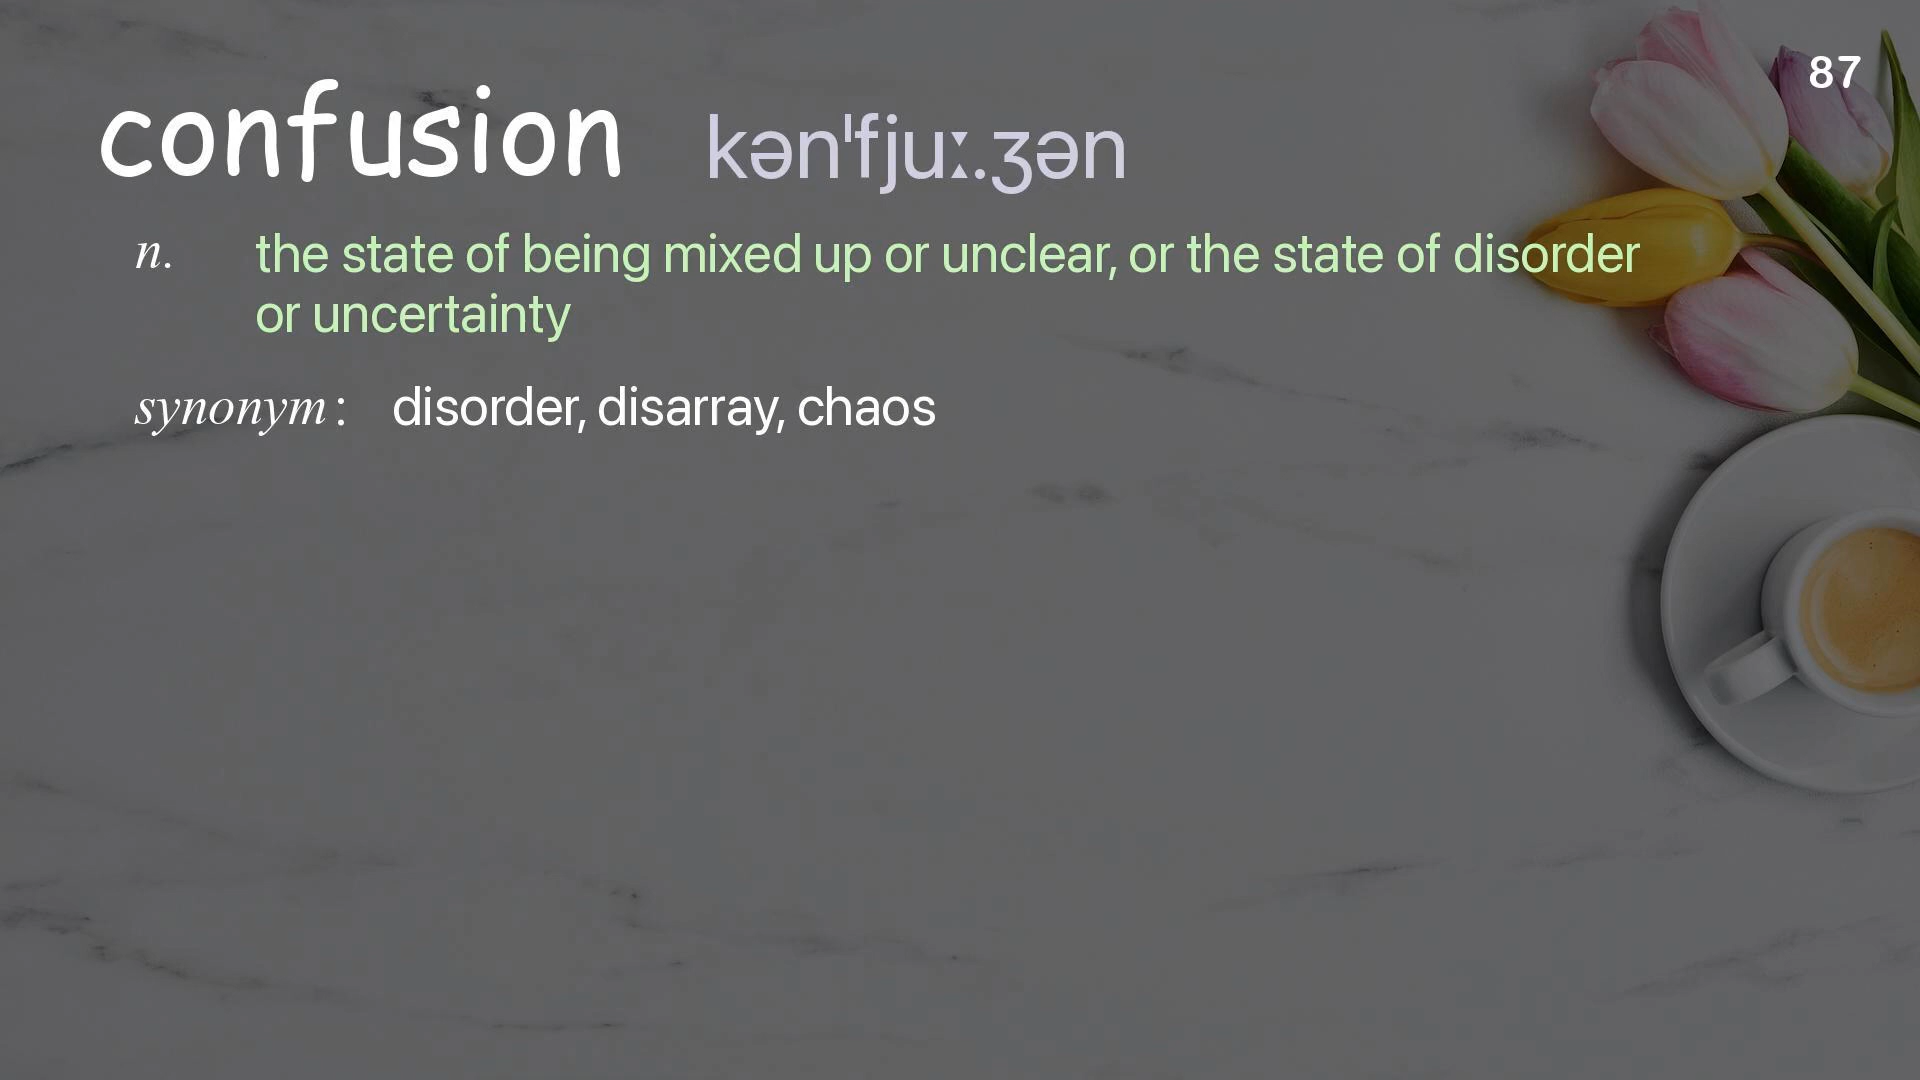 87
confusion kənˈfjuː.ʒən
n. the state of being mixed up or unclear, or the state of disorder
or uncertainty
synonym: disorder, disarray, chaos